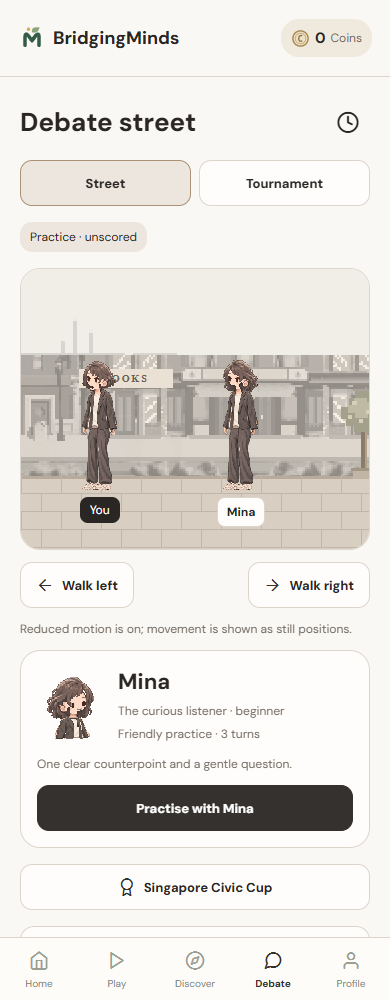 BridgingMinds
0 Coins
Debate street
Street
Tournament
Practice · unscored
OOKS
You
Mina
Walk left
Walk right
Reduced motion is on; movement is shown as still positions.
Mina
The curious listener · beginner
Friendly practice · 3 turns
One clear counterpoint and a gentle question.
Practise with Mina
Singapore Civic Cup
Home
Play
Discover
Debate
Profile